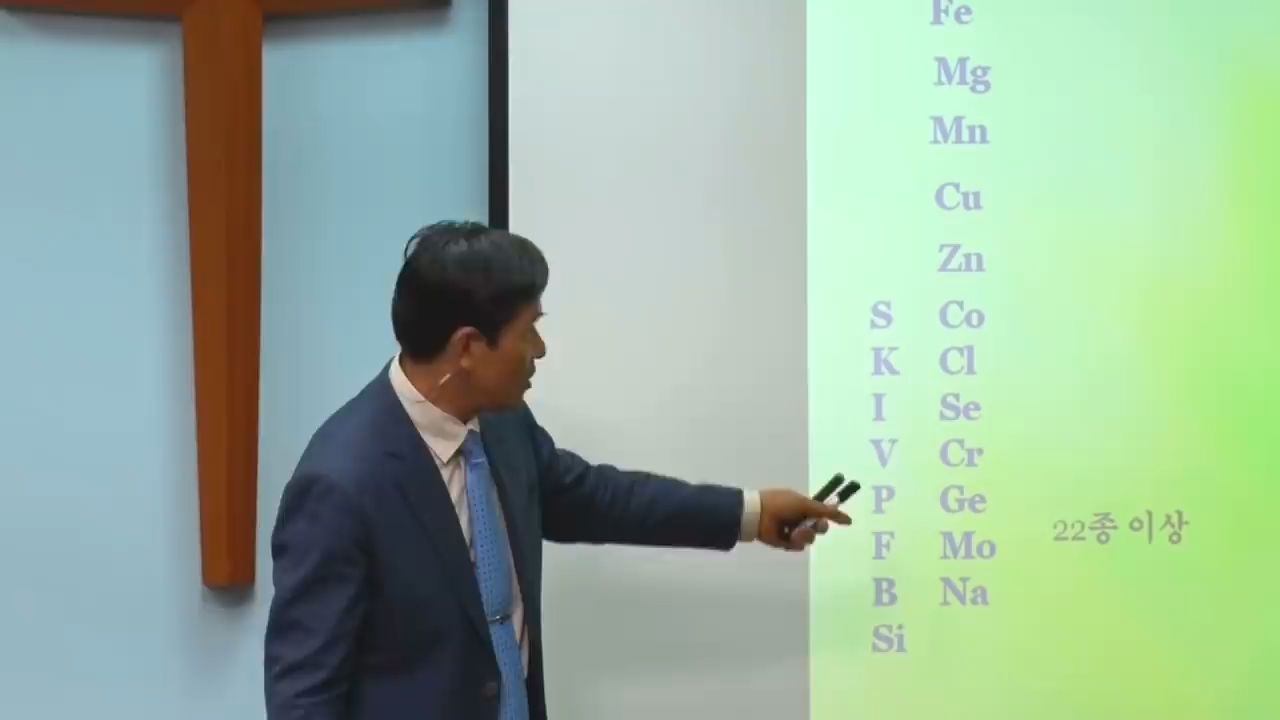 Fe
Mg
Mn
Cu
Zn
S Co
K Cl
I Se
V Cr
P Ge
F Mo
B Na
Si
22종 이상